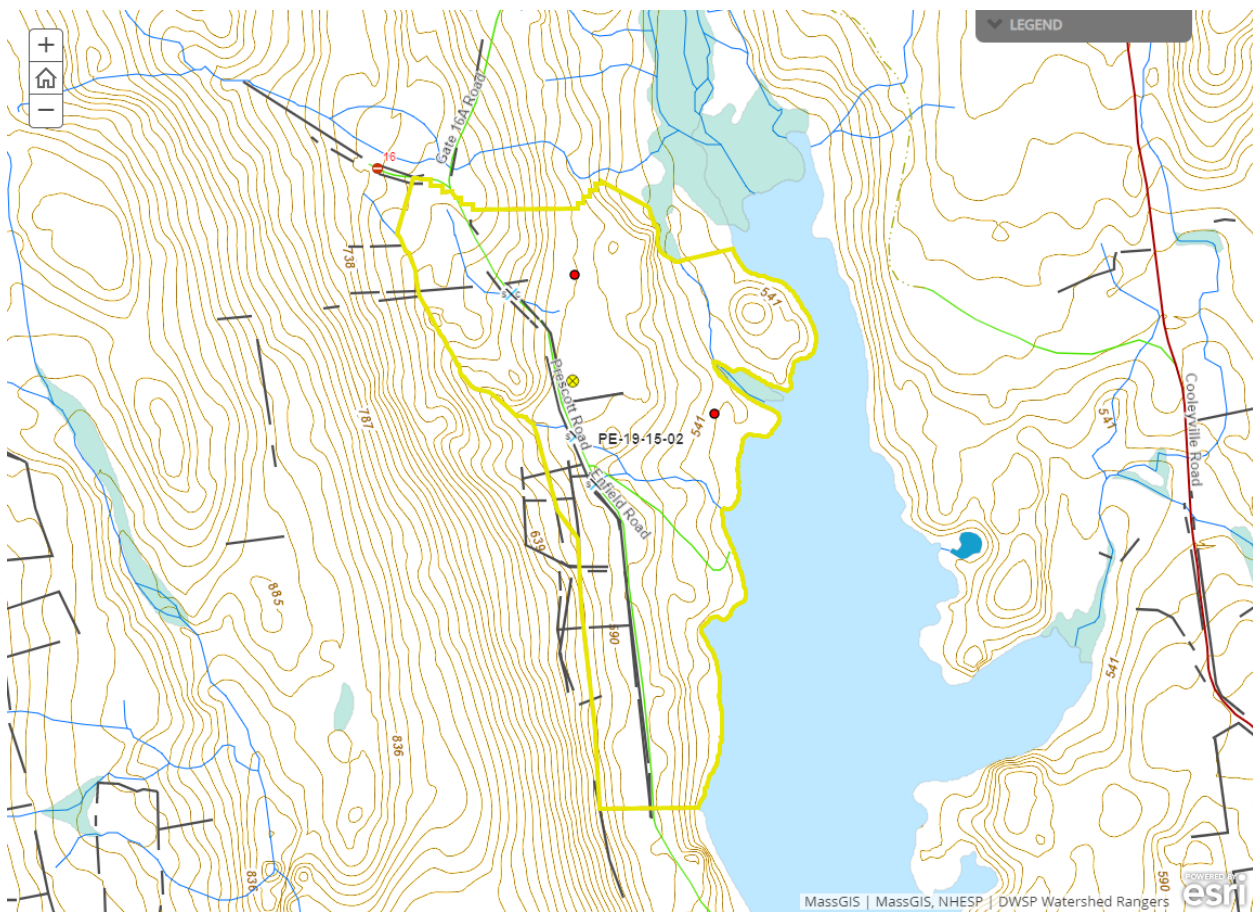 LEGEND
+
−
16
Gate 16A Road
738
541
Prescott Road
541
PE-19-15-02
787
Cooleyville Road
541
Enfield Road
639
885
590
541
836
836
590
POWERED BY
esri
MassGIS | MassGIS, NHESP | DWSP Watershed Rangers